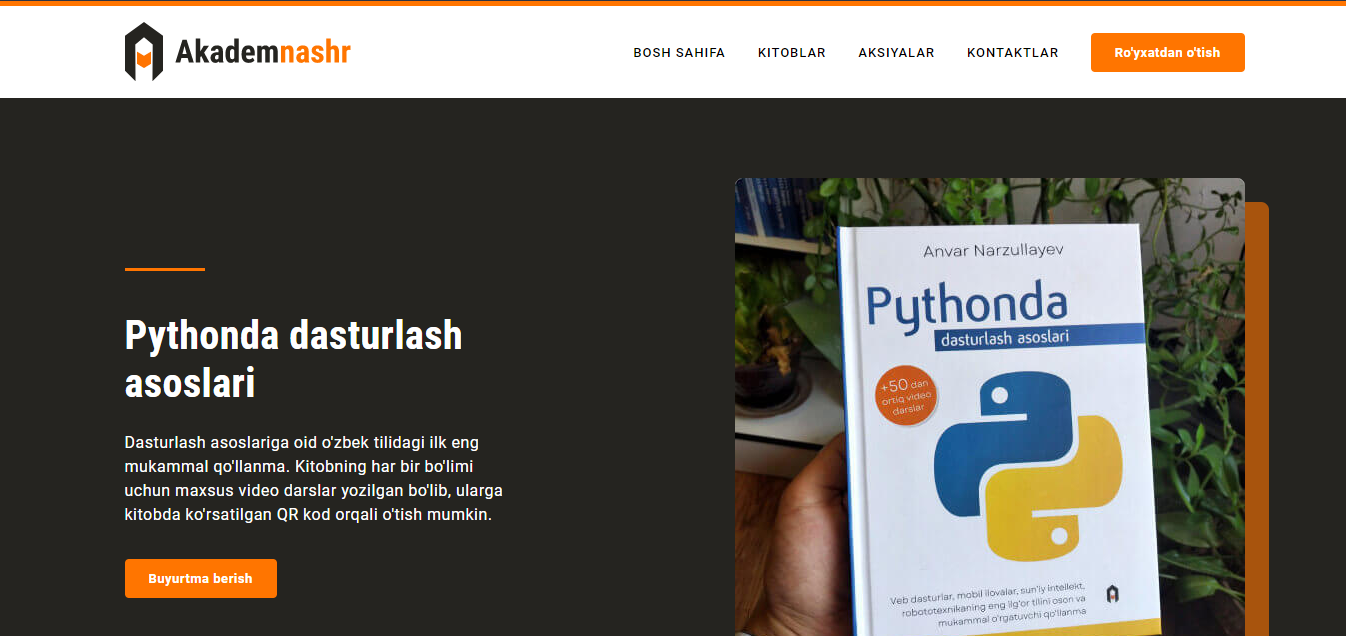 Akademnashr
BOSH SAHIFA
KITOBLAR
AKSIYALAR
KONTAKTLAR
Ro'yxatdan o'tish
Pythonda dasturlash
asoslari
Dasturlash asoslariga oid o'zbek tilidagi ilk eng
mukammal qo'llanma. Kitobning har bir bo'limi
uchun maxsus video darslar yozilgan bo'lib, ularga
kitobda ko'rsatilgan QR kod orqali o'tish mumkin.
Buyurtma berish
Anvar Narzullayev
Pythonda
dasturlash asoslari
+50 dan
ortiq video
darslar
Veb dasturlar, mobil ilovalar, sun'iy intellekt,
robototexnikaning eng ilg'or tilini oson va
mukammal o'rgatuvchi qo'llanma